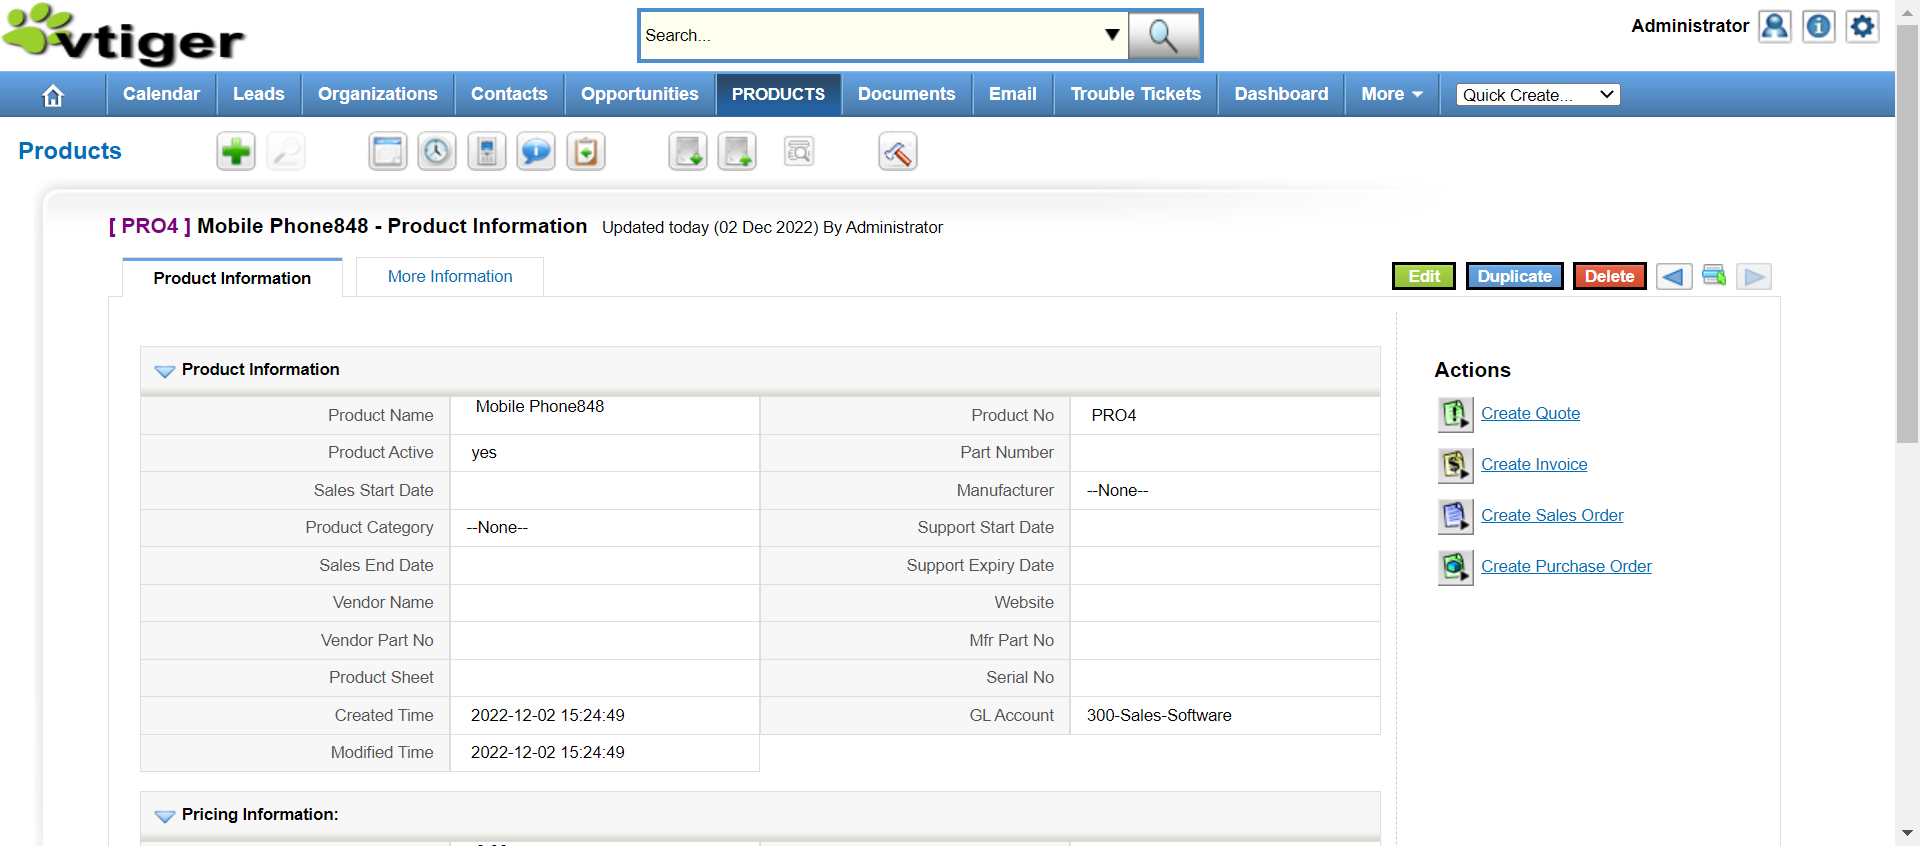 vtiger
Search...
Administrator
Calendar Leads Organizations Contacts Opportunities PRODUCTS Documents Email Trouble Tickets Dashboard More Quick Create...
Products
[ PRO4 ] Mobile Phone848 - Product Information Updated today (02 Dec 2022) By Administrator
Product Information More Information
Edit Duplicate Delete
Product Information
Product Name Mobile Phone848 Product No PRO4
Product Active yes Part Number
Sales Start Date Manufacturer --None--
Product Category --None-- Support Start Date
Sales End Date Support Expiry Date
Vendor Name Website
Vendor Part No Mfr Part No
Product Sheet Serial No
Created Time 2022-12-02 15:24:49 GL Account 300-Sales-Software
Modified Time 2022-12-02 15:24:49
Pricing Information:
Actions
Create Quote
Create Invoice
Create Sales Order
Create Purchase Order